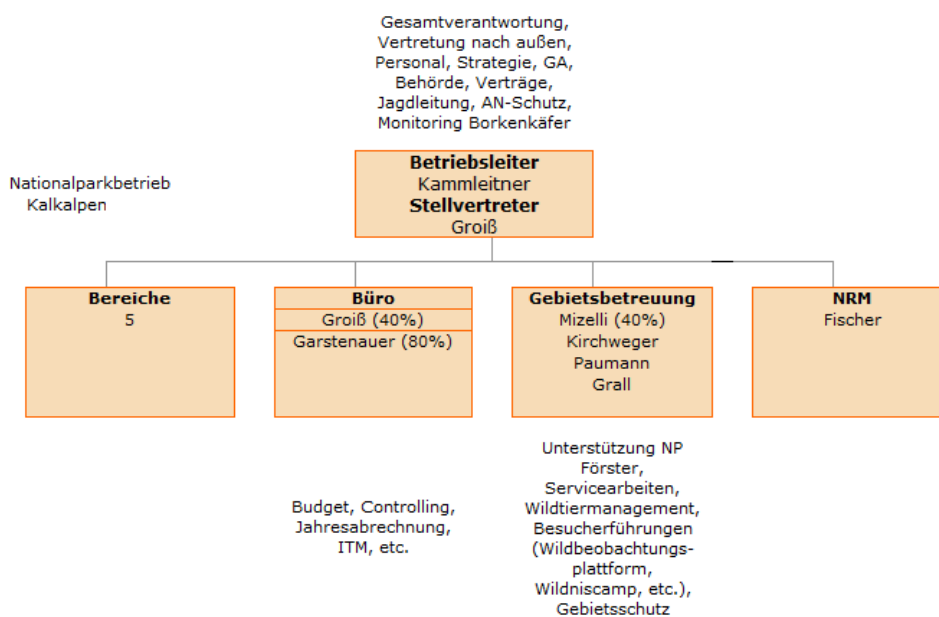 Gesamtverantwortung,
Vertretung nach außen,
Personal, Strategie, GA,
Behörde, Verträge,
Jagdleitung, AN-Schutz,
Monitoring Borkenkäfer
Nationalparkbetrieb
Kalkalpen
Betriebsleiter
Kammleitner
Stellvertreter
Groiß
Bereiche
5
Büro
Groiß (40%)
Garstenauer (80%)
Gebietsbetreuung
Mizelli (40%)
Kirchweger
Paumann
Grall
NRM
Fischer
Budget, Controlling,
Jahresabrechnung,
ITM, etc.
Unterstützung NP
Förster,
Servicearbeiten,
Wildtiermanagement,
Besucherführungen
(Wildbeobachtungs-
plattform,
Wildniscamp, etc.),
Gebietsschutz